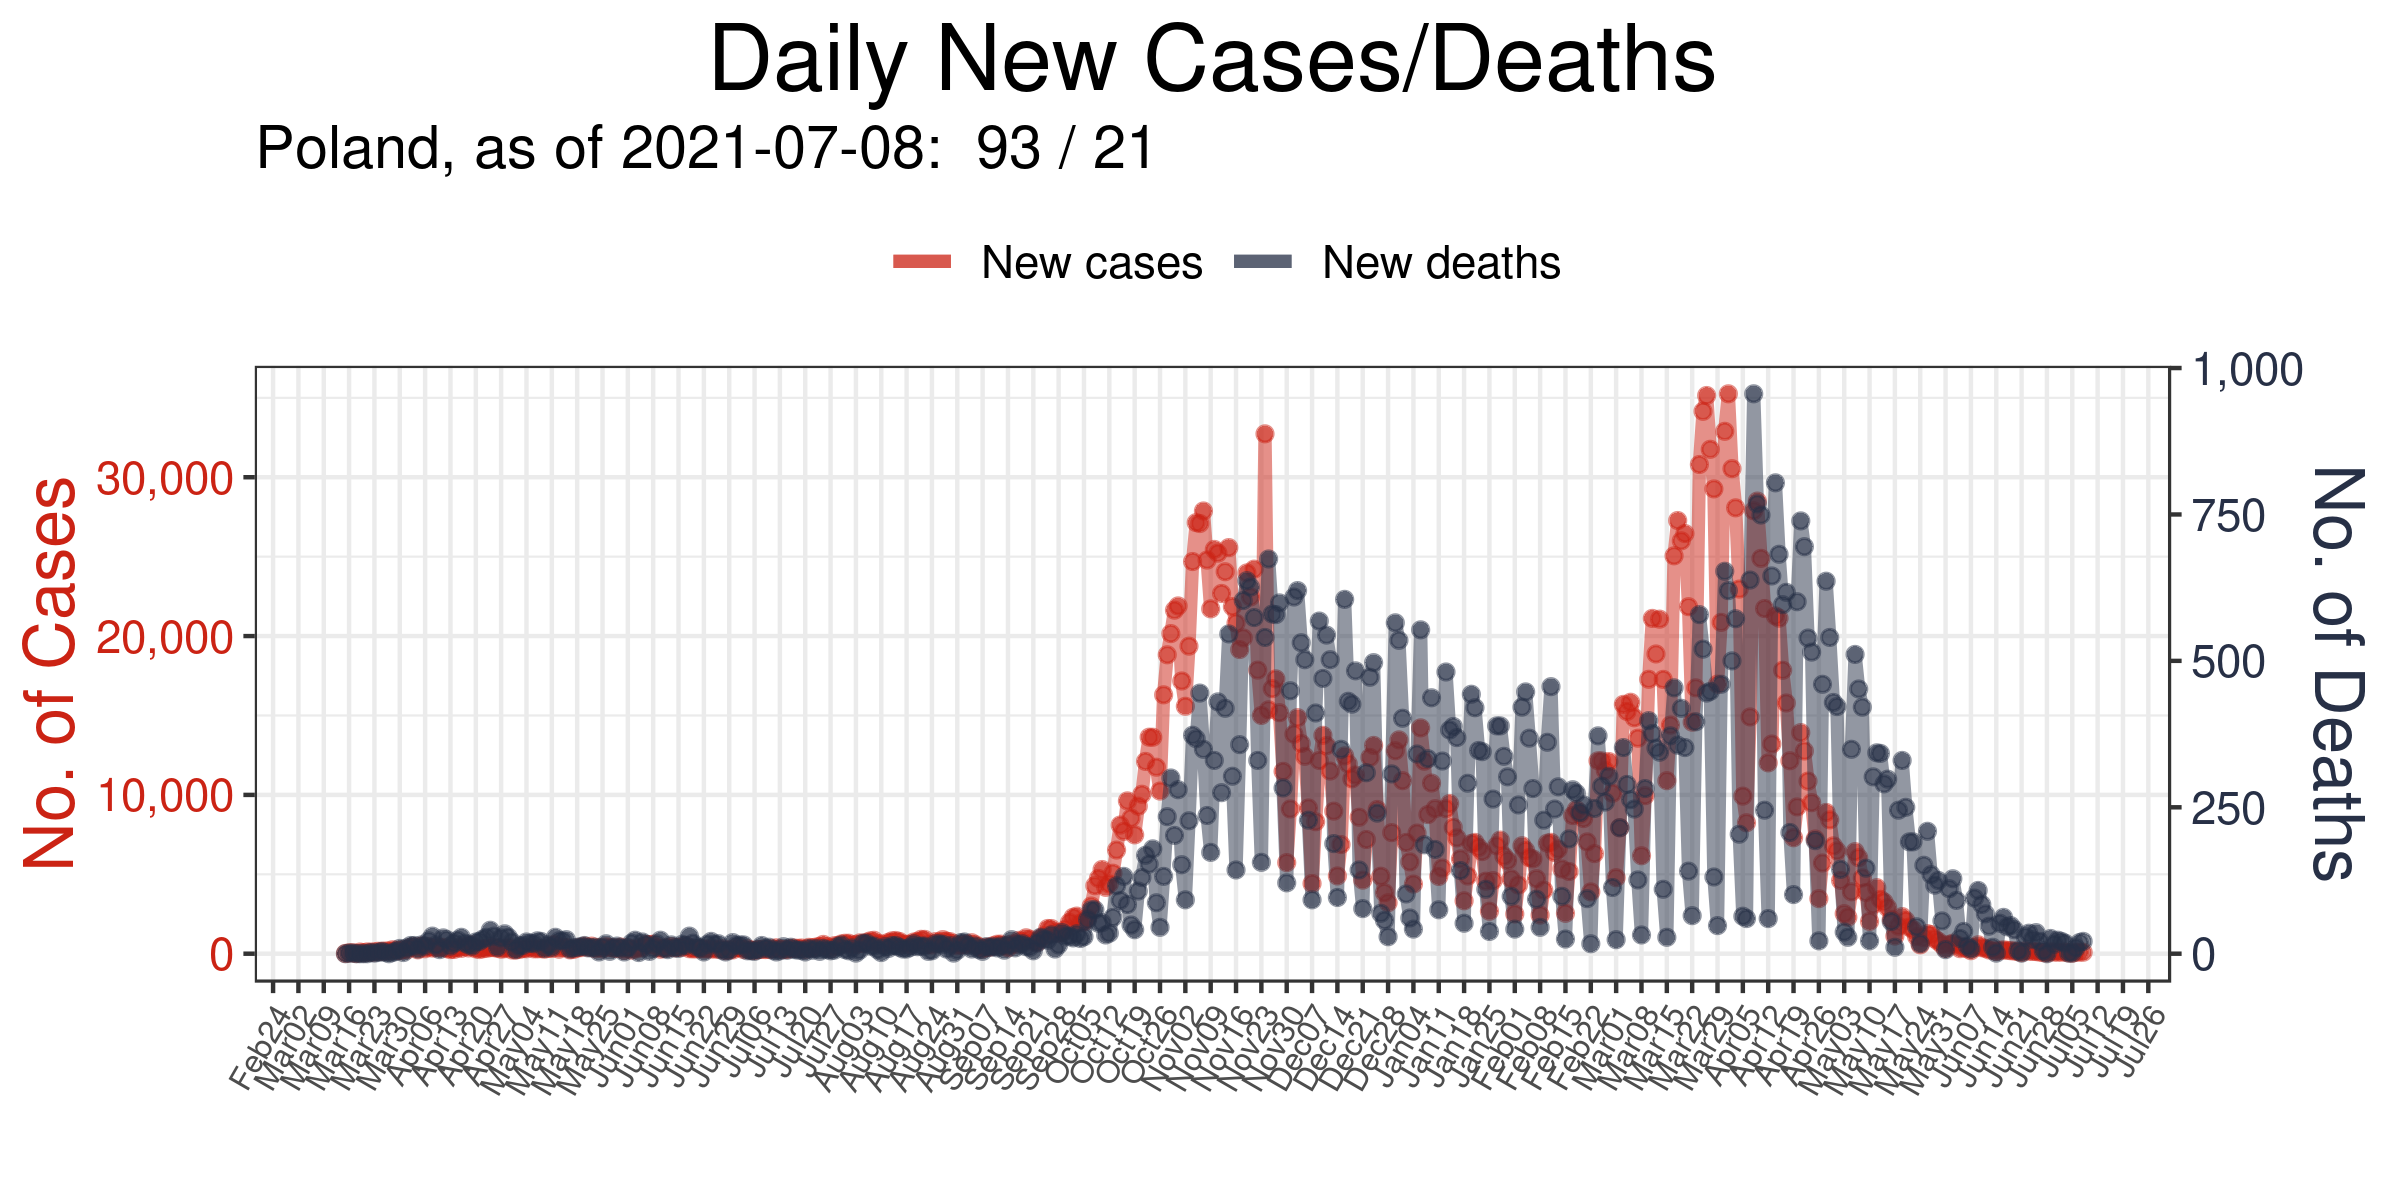 Daily New Cases/Deaths
Poland, as of 2021-07-08:  93 / 21
New cases
New deaths
No. of Cases
30,000
20,000
10,000
0
1,000
750
500
250
0
No. of Deaths
Feb24
Mar02
Mar09
Mar16
Mar23
Mar30
Apr06
Apr13
Apr20
Apr27
May04
May11
May18
May25
Jun01
Jun08
Jun15
Jun22
Jun29
Jul06
Jul13
Jul20
Jul27
Aug03
Aug10
Aug17
Aug24
Aug31
Sep07
Sep14
Sep21
Sep28
Oct05
Oct12
Oct19
Oct26
Nov02
Nov09
Nov16
Nov23
Nov30
Dec07
Dec14
Dec21
Dec28
Jan04
Jan11
Jan18
Jan25
Feb01
Feb08
Feb15
Feb22
Mar01
Mar08
Mar15
Mar22
Mar29
Apr05
Apr12
Apr19
Apr26
May03
May10
May17
May24
May31
Jun07
Jun14
Jun21
Jun28
Jul05
Jul12
Jul19
Jul26